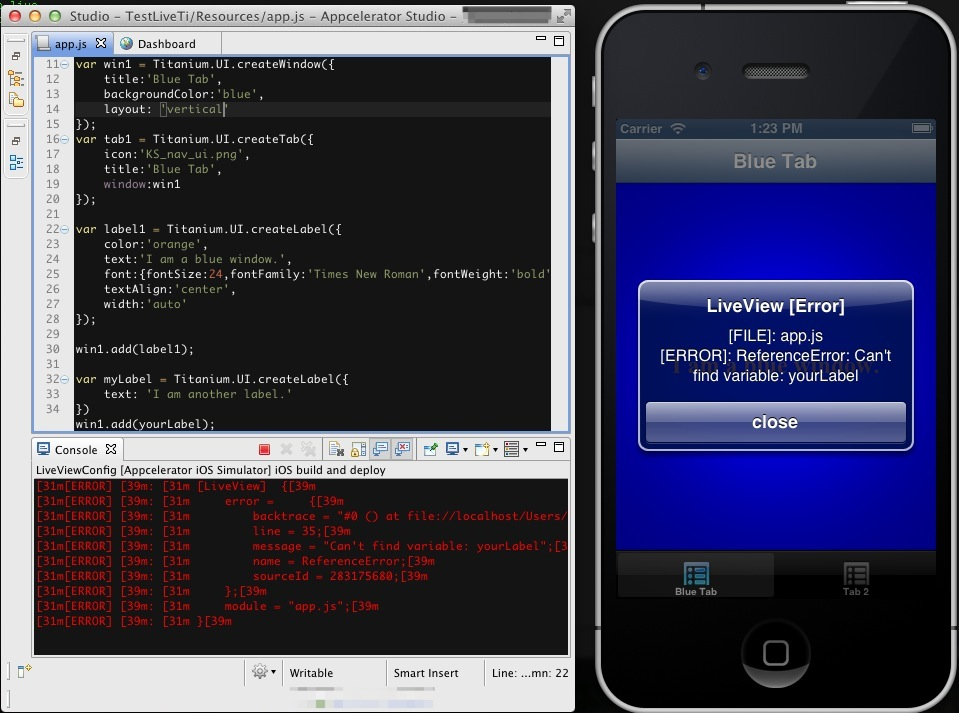 Studio - TestLiveTi/Resources/app.js - Appcelerator Studio -
app.js
Dashboard
11 var win1 = Titanium.UI.createWindow({
12 title:'Blue Tab',
13 backgroundColor:'blue',
14 layout: 'vertical'
15 });
16 var tab1 = Titanium.UI.createTab({
17 icon:'KS_nav_ui.png',
18 title:'Blue Tab',
19 window:win1
20 });
21
22 var label1 = Titanium.UI.createLabel({
23 color:'orange',
24 text:'I am a blue window.',
25 font:{fontSize:24,fontFamily:'Times New Roman',fontWeight:'bold'
26 textAlign:'center',
27 width:'auto'
28 });
29
30 win1.add(label1);
31
32 var myLabel = Titanium.UI.createLabel({
33 text: 'I am another label.'
34 })
win1.add(yourLabel);
Console
LiveViewConfig [Appcelerator iOS Simulator] iOS build and deploy
[31m[ERROR] [39m: [31m [LiveView] {[39m
[31m[ERROR] [39m: [31m error = {[39m
[31m[ERROR] [39m: [31m backtrace = "#0 () at file://localhost/Users/
[31m[ERROR] [39m: [31m line = 35;[39m
[31m[ERROR] [39m: [31m message = "Can't find variable: yourLabel";[3
[31m[ERROR] [39m: [31m name = ReferenceError;[39m
[31m[ERROR] [39m: [31m sourceId = 283175680;[39m
[31m[ERROR] [39m: [31m };[39m
[31m[ERROR] [39m: [31m module = "app.js";[39m
[31m[ERROR] [39m: [31m }[39m
Writable
Smart Insert
Line: ...mn: 22
Carrier
1:23 PM
Blue Tab
LiveView [Error]
[FILE]: app.js
[ERROR]: ReferenceError: Can't
find variable: yourLabel
I am a blue window.
close
Blue Tab
Tab 2